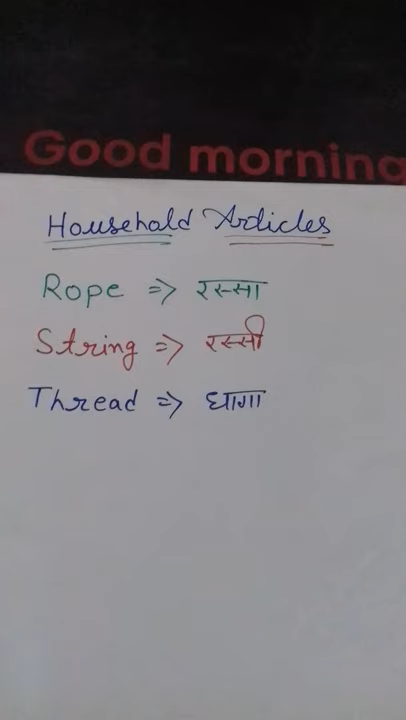 Good morning
Household Articles
Rope => रस्सा
String => रस्सी
Thread => धागा